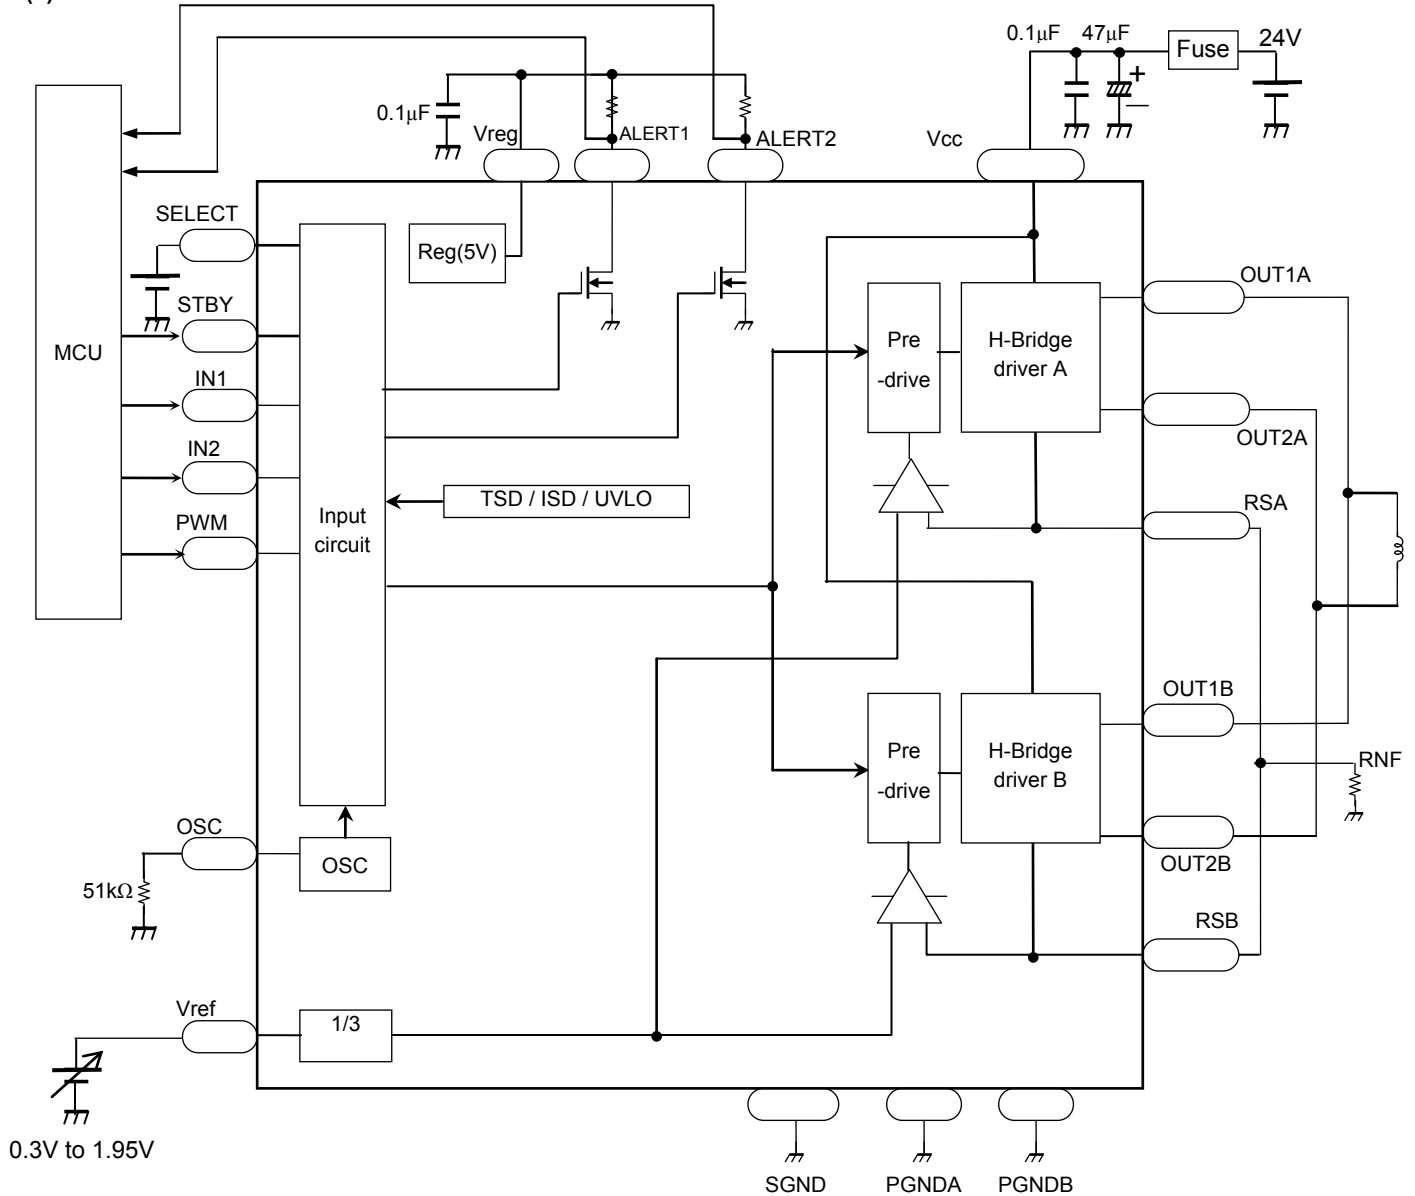 0.1μF
47μF
Fuse
24V
0.1μF
Vreg
ALERT1
ALERT2
Vcc
SELECT
Reg(5V)
STBY
MCU
IN1
IN2
PWM
Input
circuit
TSD / ISD / UVLO
Pre
-drive
H-Bridge
driver A
OUT1A
OUT2A
RSA
OUT1B
Pre
-drive
H-Bridge
driver B
RNF
OUT2B
RSB
OSC
OSC
51kΩ
Vref
1/3
0.3V to 1.95V
SGND
PGNDA
PGNDB